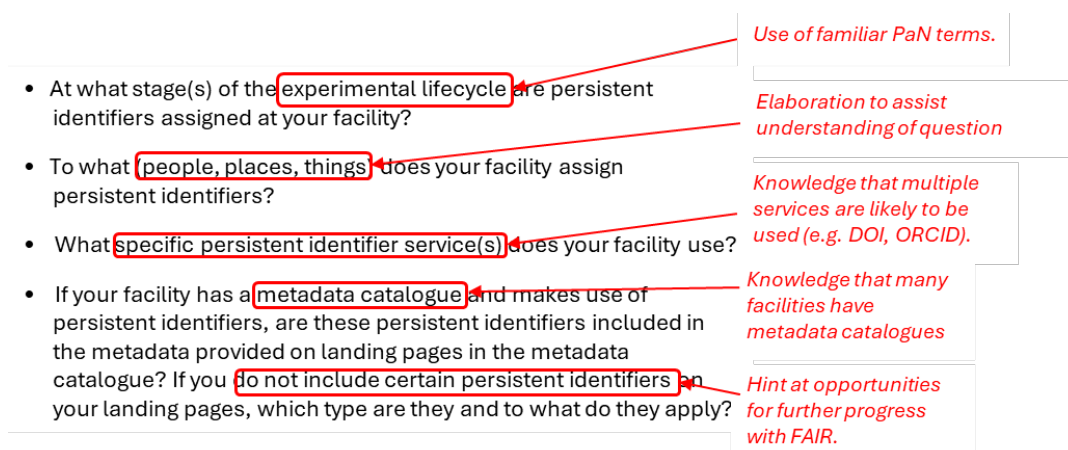 Use of familiar PaN terms.
• At what stage(s) of the experimental lifecycle are persistent
identifiers assigned at your facility?
Elaboration to assist
understanding of question
• To what (people, places, things) does your facility assign
persistent identifiers?
Knowledge that multiple
services are likely to be
used (e.g. DOI, ORCID).
• What specific persistent identifier service(s) does your facility use?
Knowledge that many
facilities have
metadata catalogues
• If your facility has a metadata catalogue and makes use of
persistent identifiers, are these persistent identifiers included in
the metadata provided on landing pages in the metadata
catalogue? If you do not include certain persistent identifiers on
your landing pages, which type are they and to what do they apply?
Hint at opportunities
for further progress
with FAIR.